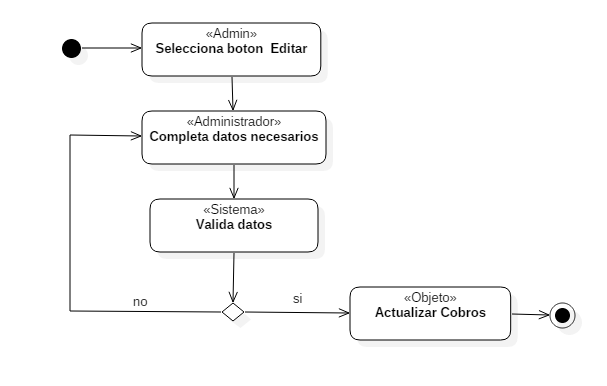 «Admin»
Selecciona boton  Editar
«Administrador»
Completa datos necesarios
«Sistema»
Valida datos
no
si
«Objeto»
Actualizar Cobros